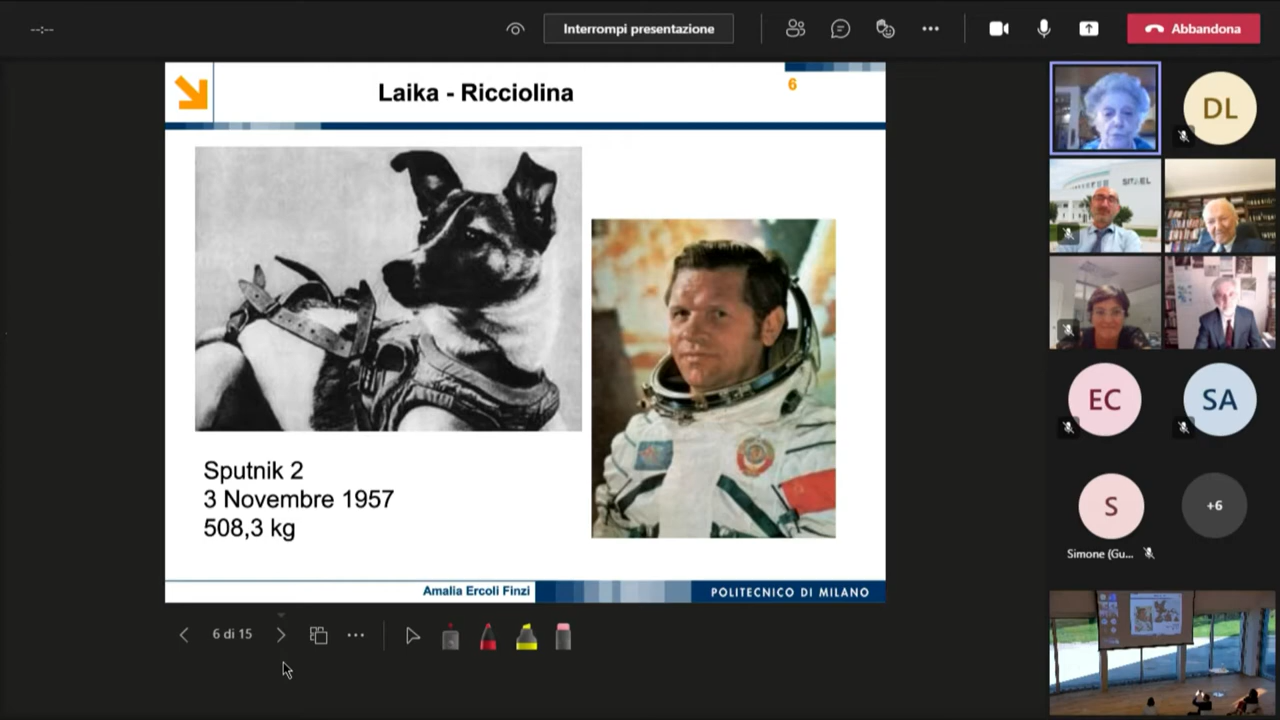 --:--
Interrompi presentazione
Abbandona
Laika - Ricciolina
6
Sputnik 2
3 Novembre 1957
508,3 kg
Amalia Ercoli Finzi
POLITECNICO DI MILANO
6 di 15
DL
EC
SA
S
+6
Simone (Gu...